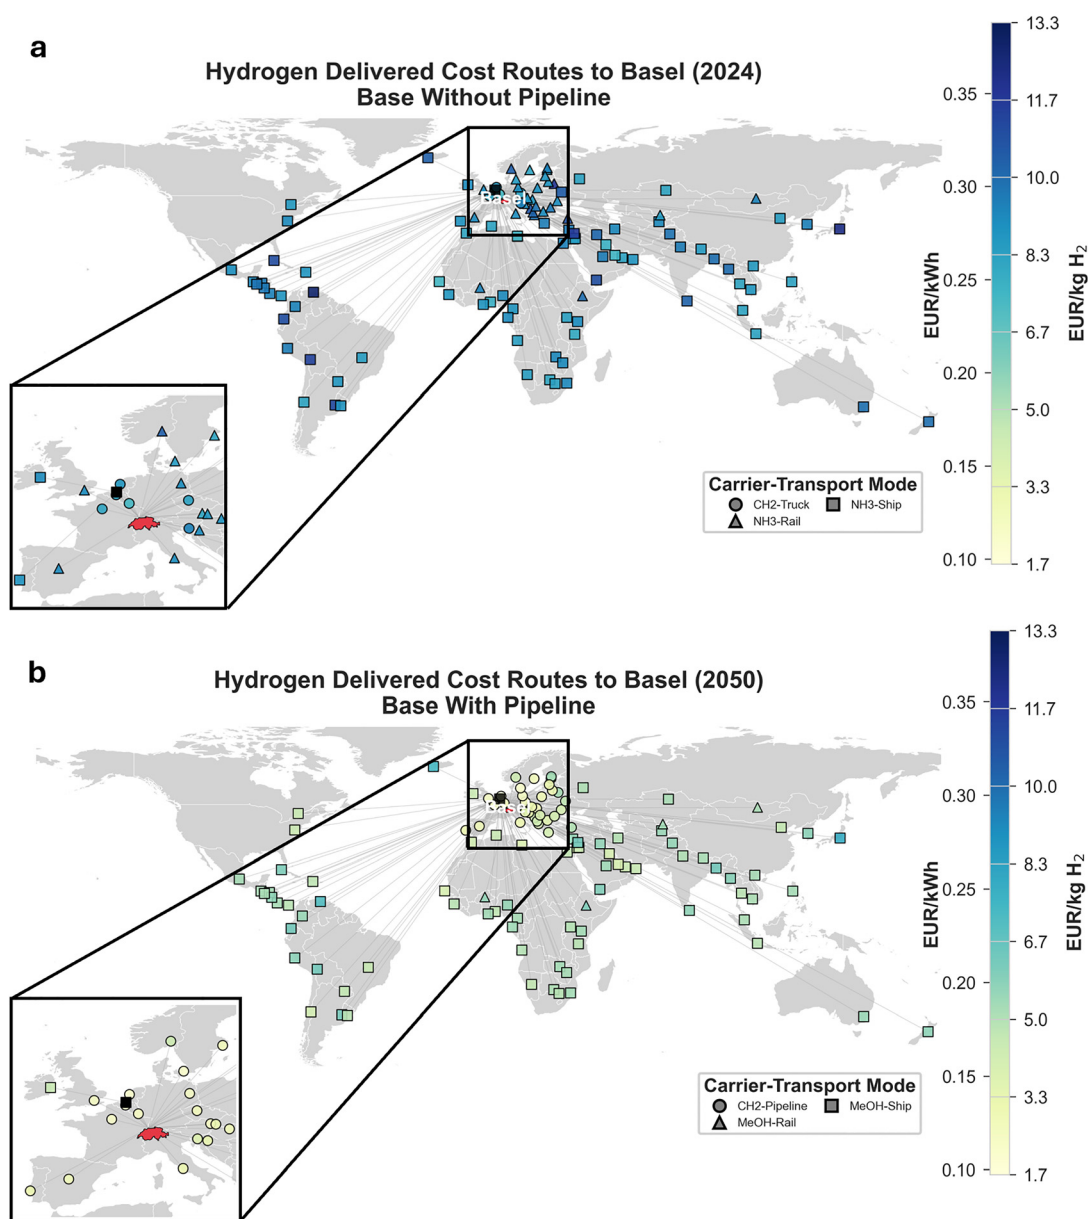 a
Hydrogen Delivered Cost Routes to Basel (2024)
Base Without Pipeline
Basel
Carrier-Transport Mode
CH2-Truck
NH3-Ship
NH3-Rail
0.35
0.30
0.25
0.20
0.15
0.10
EUR/kWh
13.3
11.7
10.0
8.3
6.7
5.0
3.3
1.7
EUR/kg H₂
b
Hydrogen Delivered Cost Routes to Basel (2050)
Base With Pipeline
Basel
Carrier-Transport Mode
CH2-Pipeline
MeOH-Ship
MeOH-Rail
0.35
0.30
0.25
0.20
0.15
0.10
EUR/kWh
13.3
11.7
10.0
8.3
6.7
5.0
3.3
1.7
EUR/kg H₂